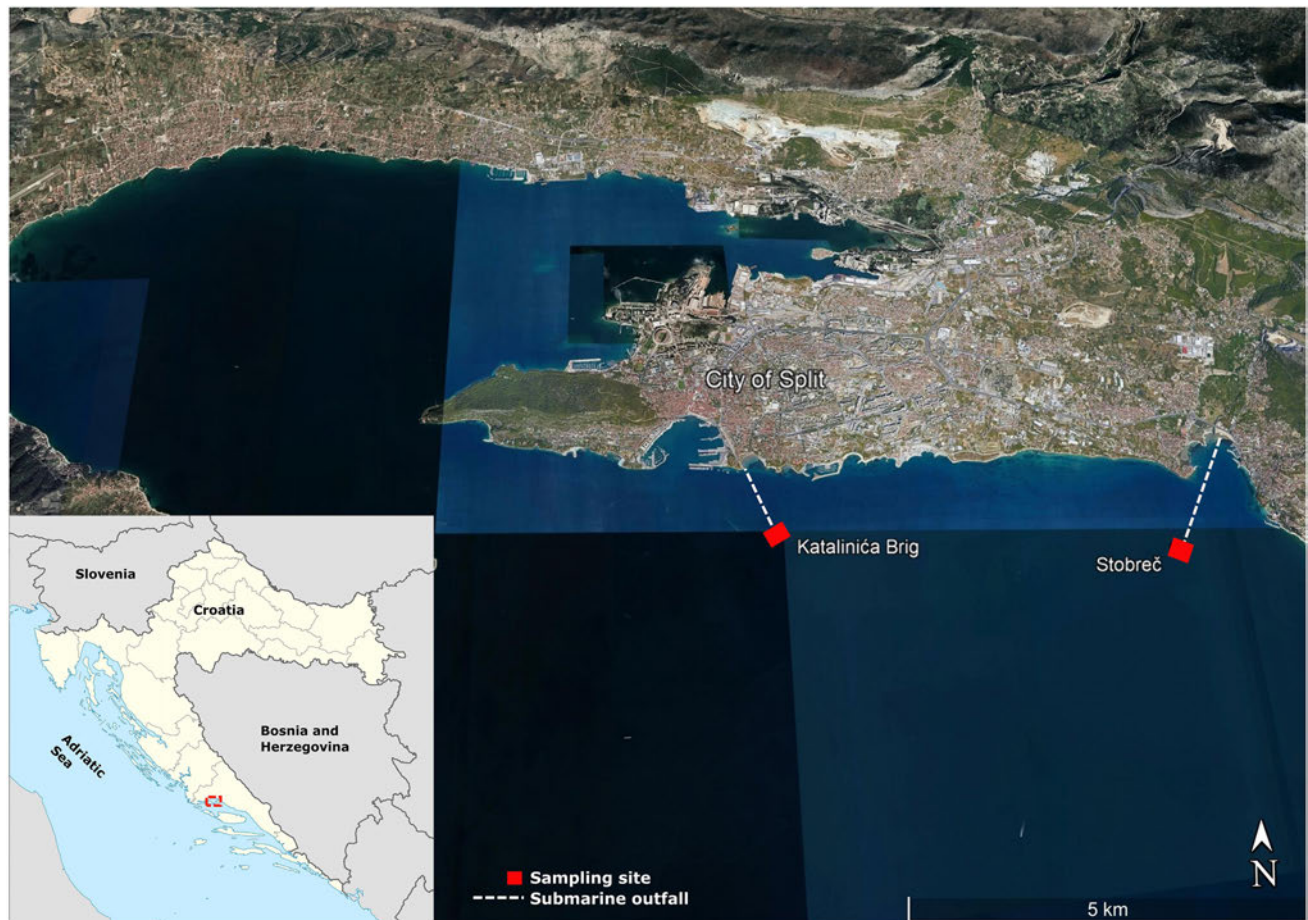 City of Split
Katalinića Brig
Stobreč
Slovenia
Croatia
Bosnia and
Herzegovina
Adriatic
Sea
Sampling site
Submarine outfall
N
5 km